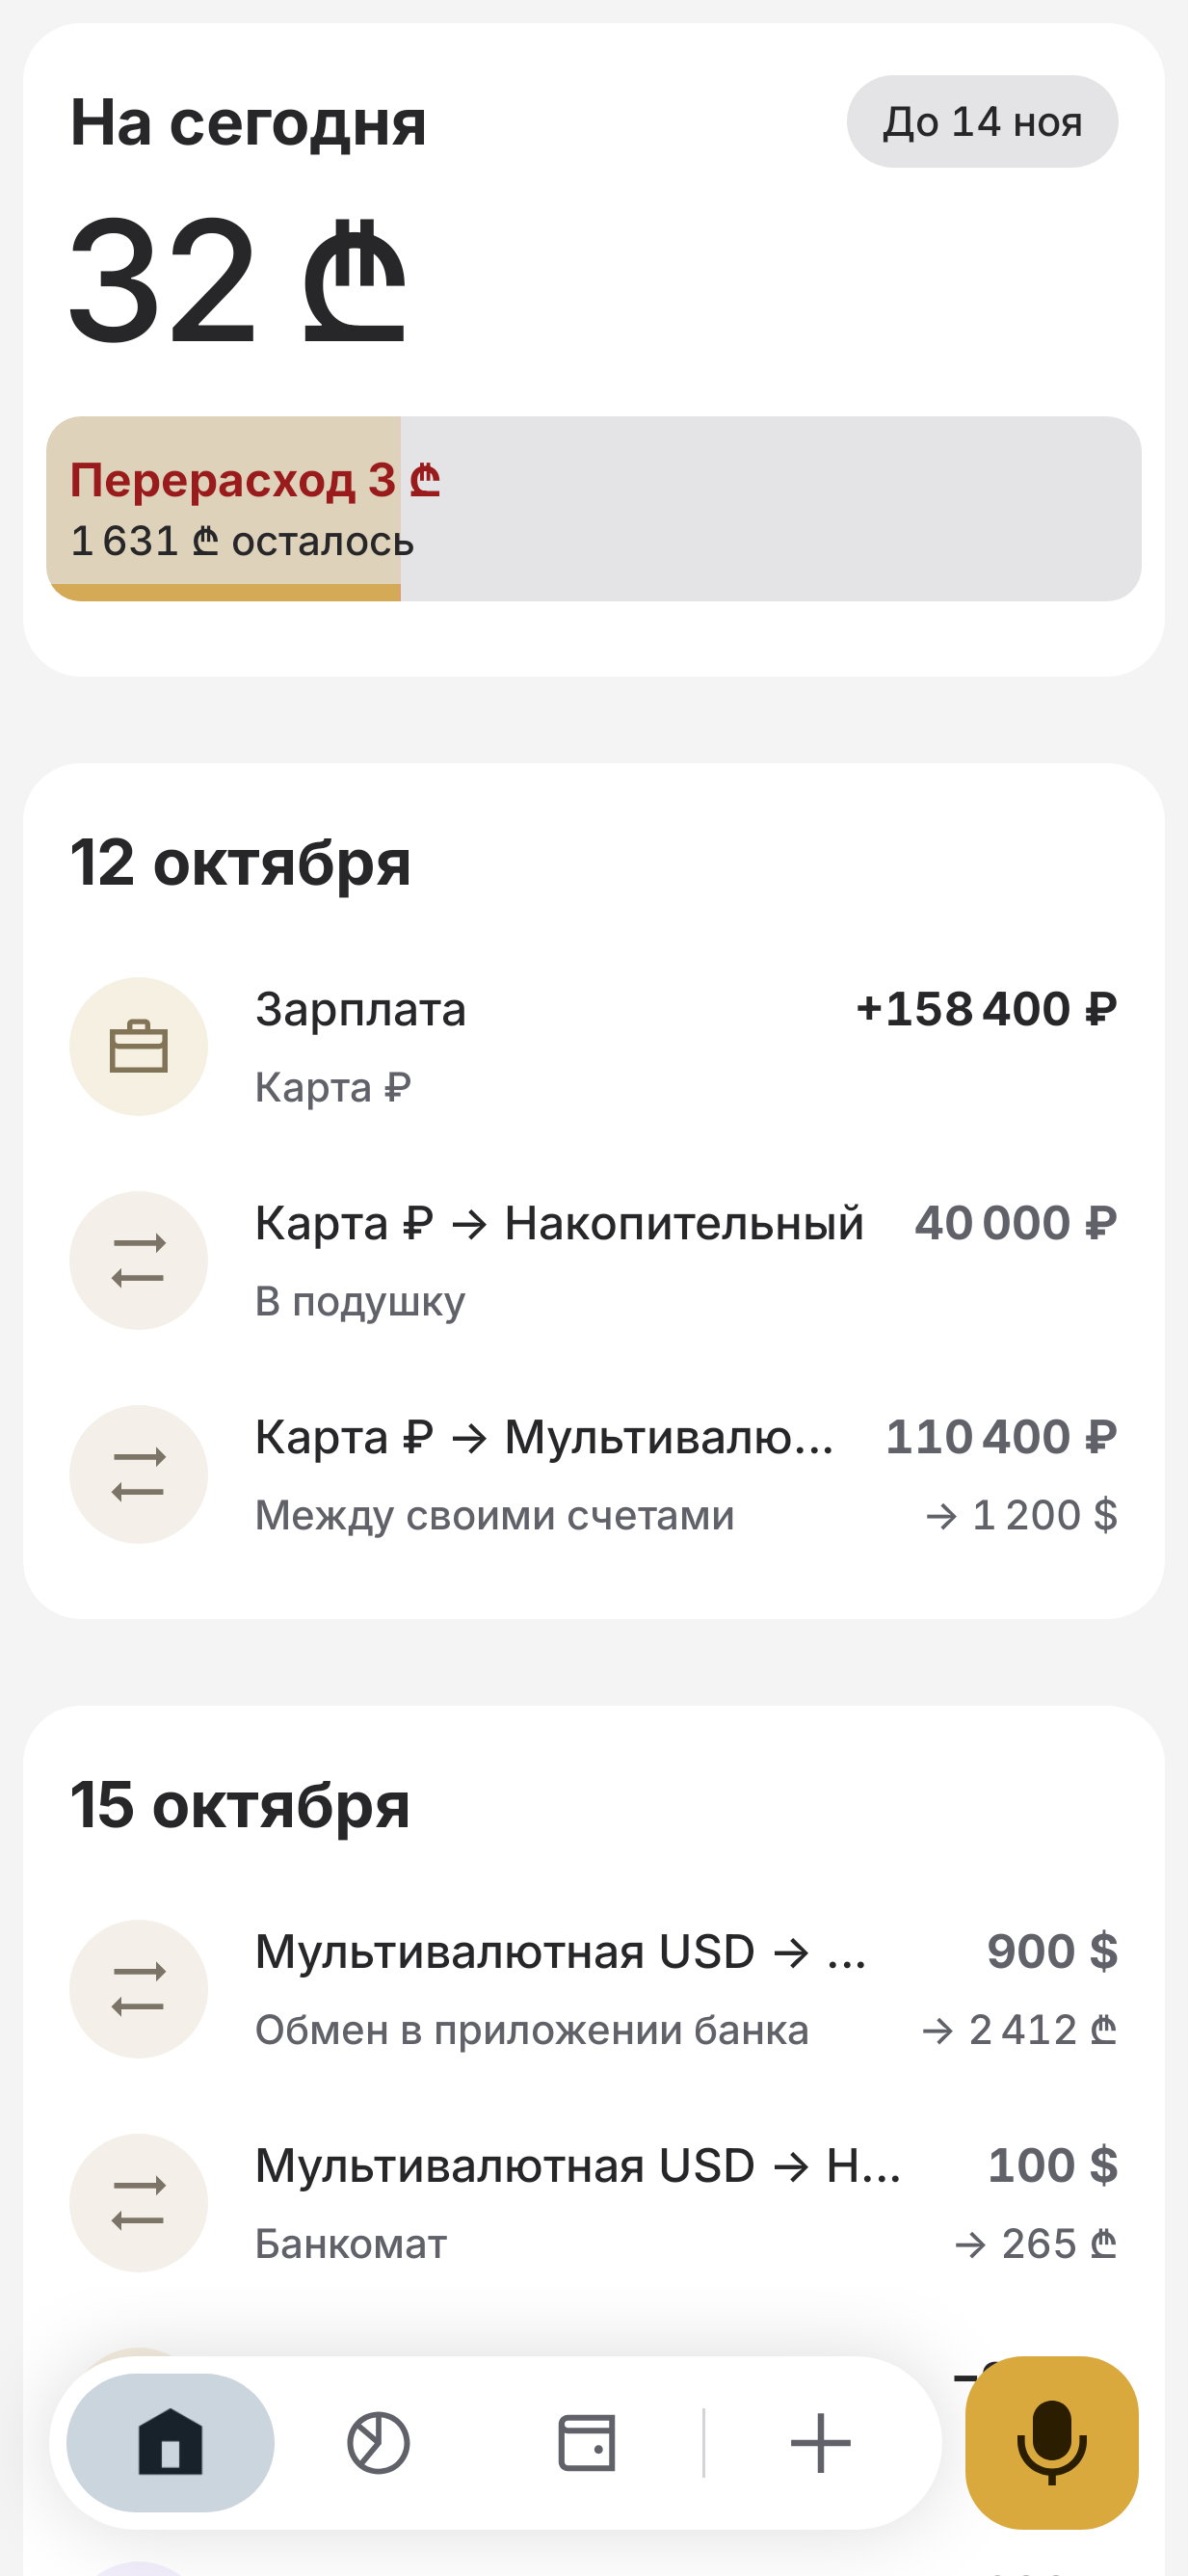 На сегодня
До 14 ноя
32 ₾
Перерасход 3 ₾
1 631 ₾ осталось
12 октября
Зарплата
+158 400 ₽
Карта ₽
Карта ₽ → Накопительный
40 000 ₽
В подушку
Карта ₽ → Мультивалю...
110 400 ₽
Между своими счетами
→ 1 200 $
15 октября
Мультивалютная USD → ...
900 $
Обмен в приложении банка
→ 2 412 ₾
Мультивалютная USD → Н...
100 $
Банкомат
→ 265 ₾